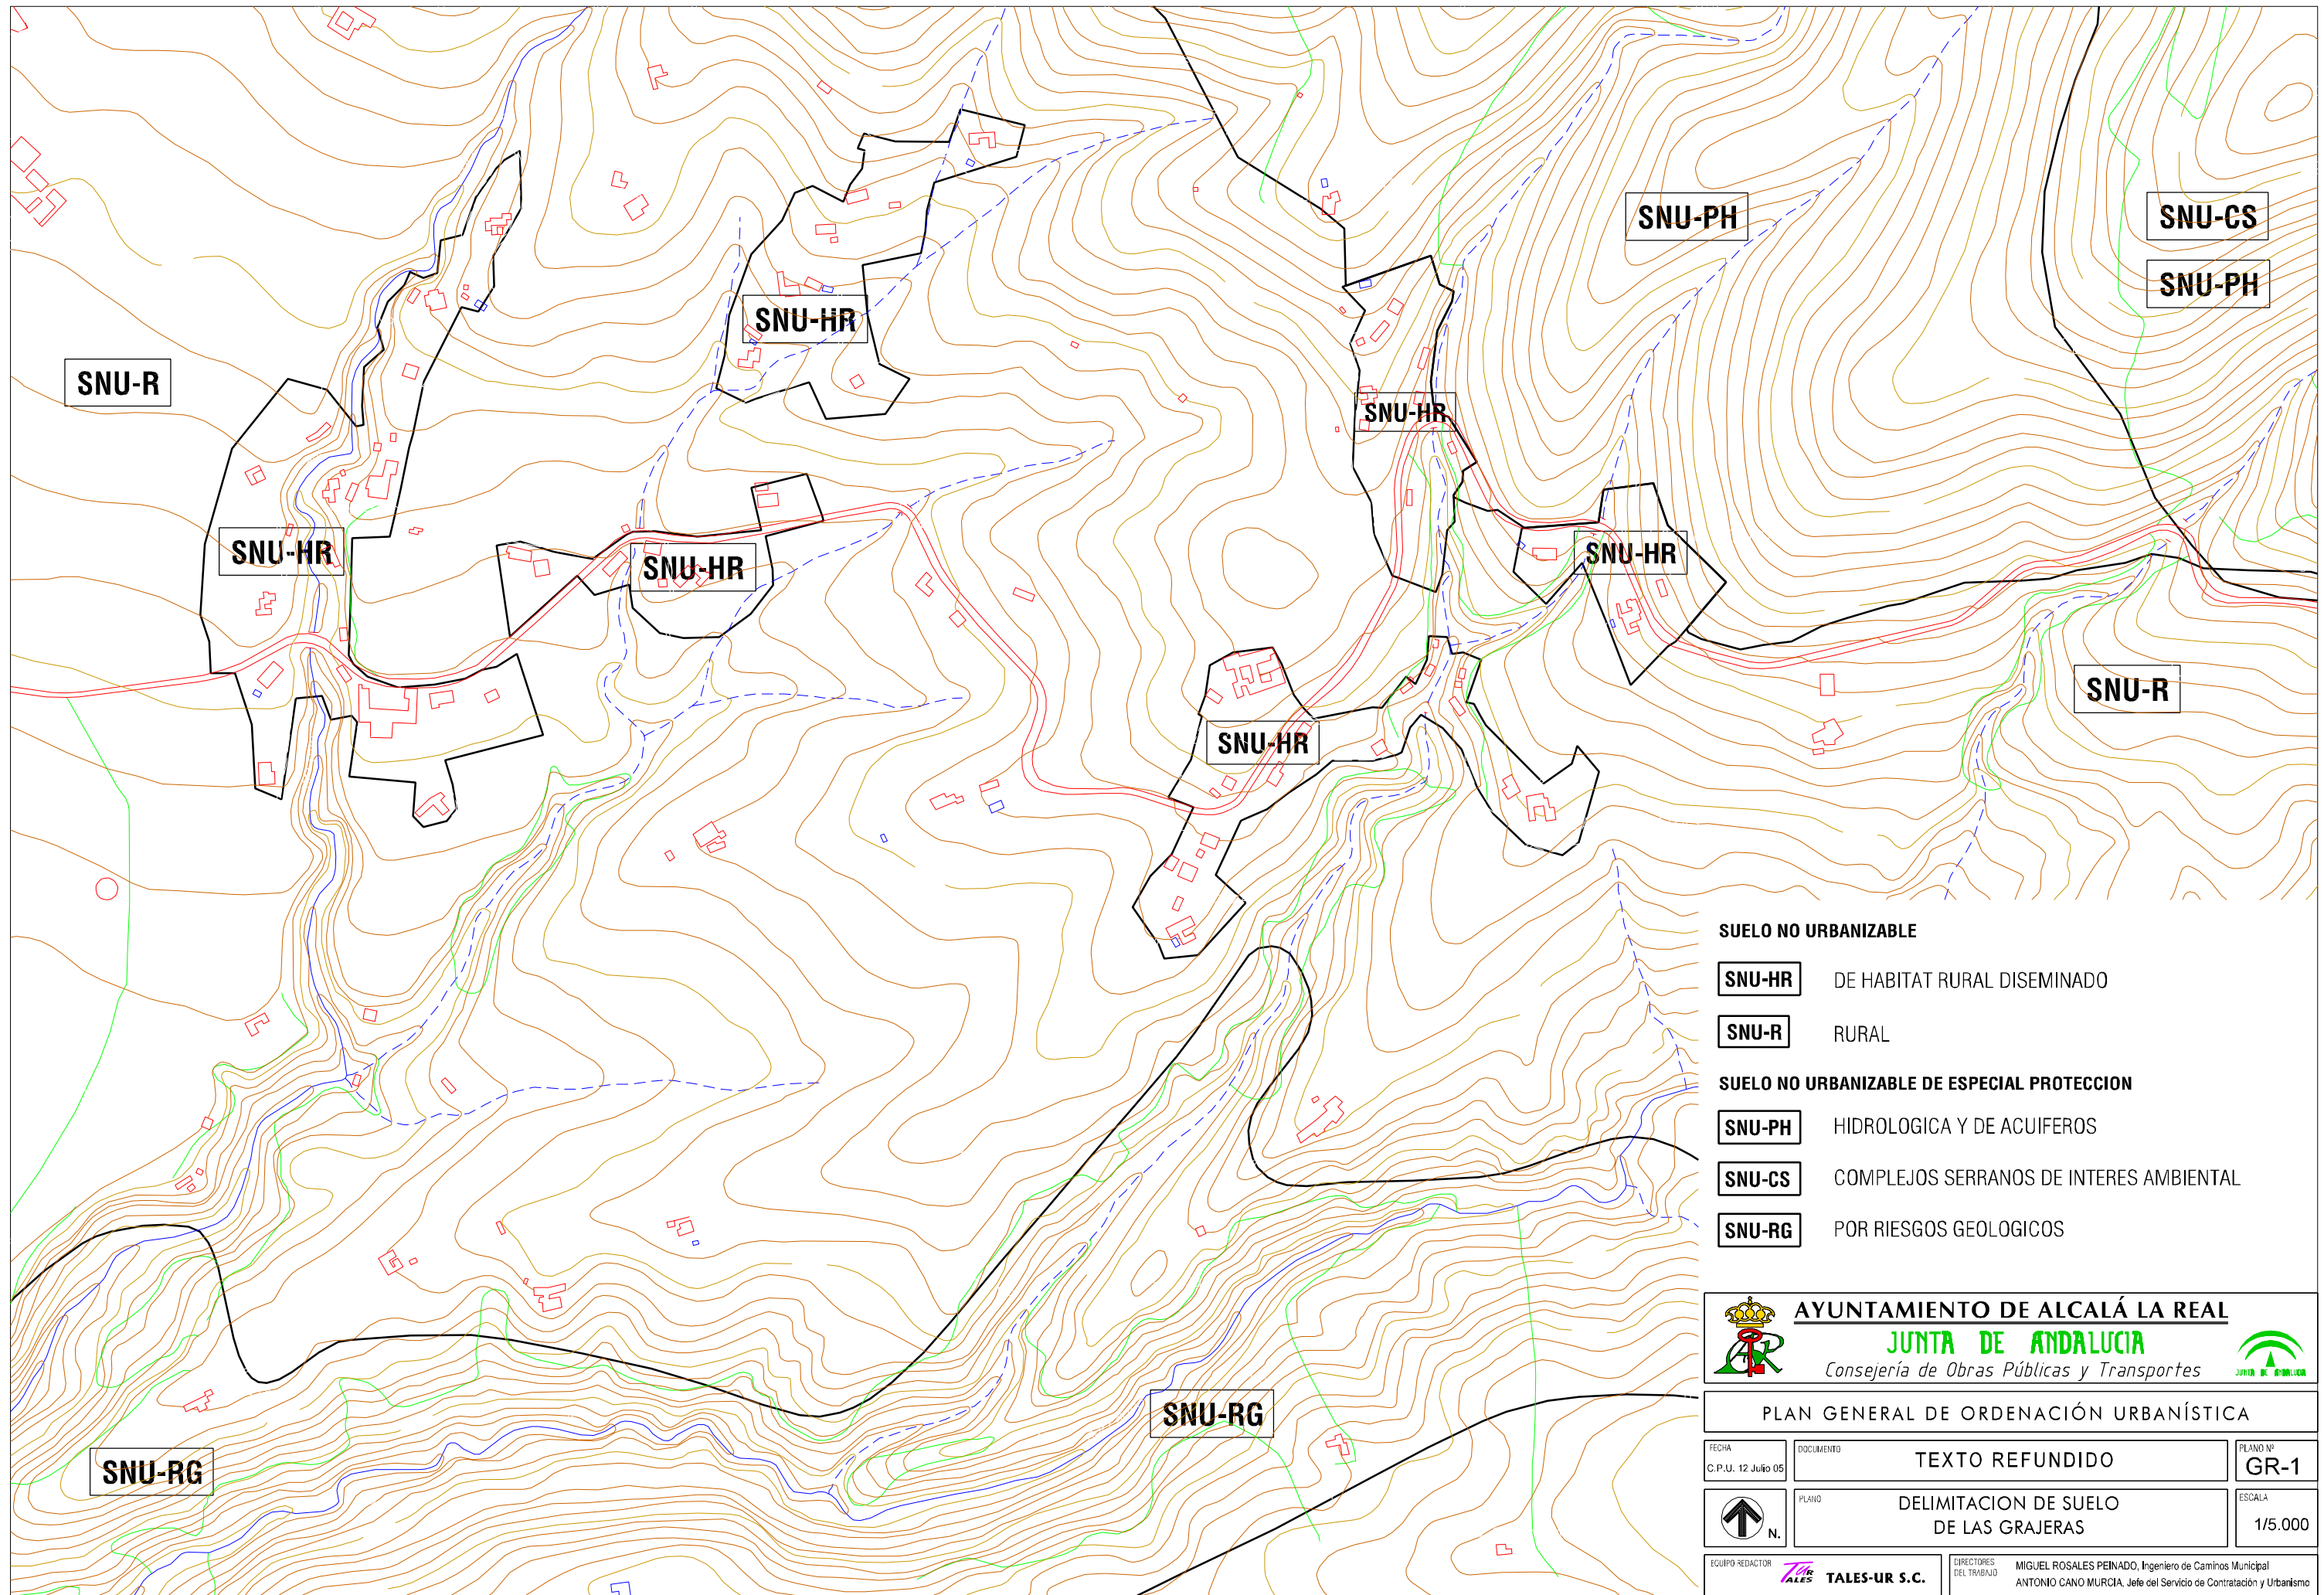 SNU-PH
SNU-CS
SNU-PH
SNU-HR
SNU-R
SNU-HR
SNU-HR
SNU-HR
SNU-HR
SNU-R
SNU-HR
SNU-RG
SNU-RG
SUELO NO URBANIZABLE
SNU-HR DE HABITAT RURAL DISEMINADO
SNU-R RURAL
SUELO NO URBANIZABLE DE ESPECIAL PROTECCION
SNU-PH HIDROLOGICA Y DE ACUIFEROS
SNU-CS COMPLEJOS SERRANOS DE INTERES AMBIENTAL
SNU-RG POR RIESGOS GEOLOGICOS
AYUNTAMIENTO DE ALCALÁ LA REAL
JUNTA DE ANDALUCIA
Consejería de Obras Públicas y Transportes
JUNTA DE ANDALUCIA
PLAN GENERAL DE ORDENACIÓN URBANÍSTICA
FECHA
C.P.U. 12 Julio 05
DOCUMENTO
TEXTO REFUNDIDO
PLANO Nº
GR-1
N.
PLANO
DELIMITACION DE SUELO
DE LAS GRAJERAS
ESCALA
1/5.000
EQUIPO REDACTOR
TUR
ALES
TALES-UR S.C.
DIRECTORES
DEL TRABAJO
MIGUEL ROSALES PEINADO, Ingeniero de Caminos Municipal
ANTONIO CANO MURCIA, Jefe del Servicio de Contratación y Urbanismo